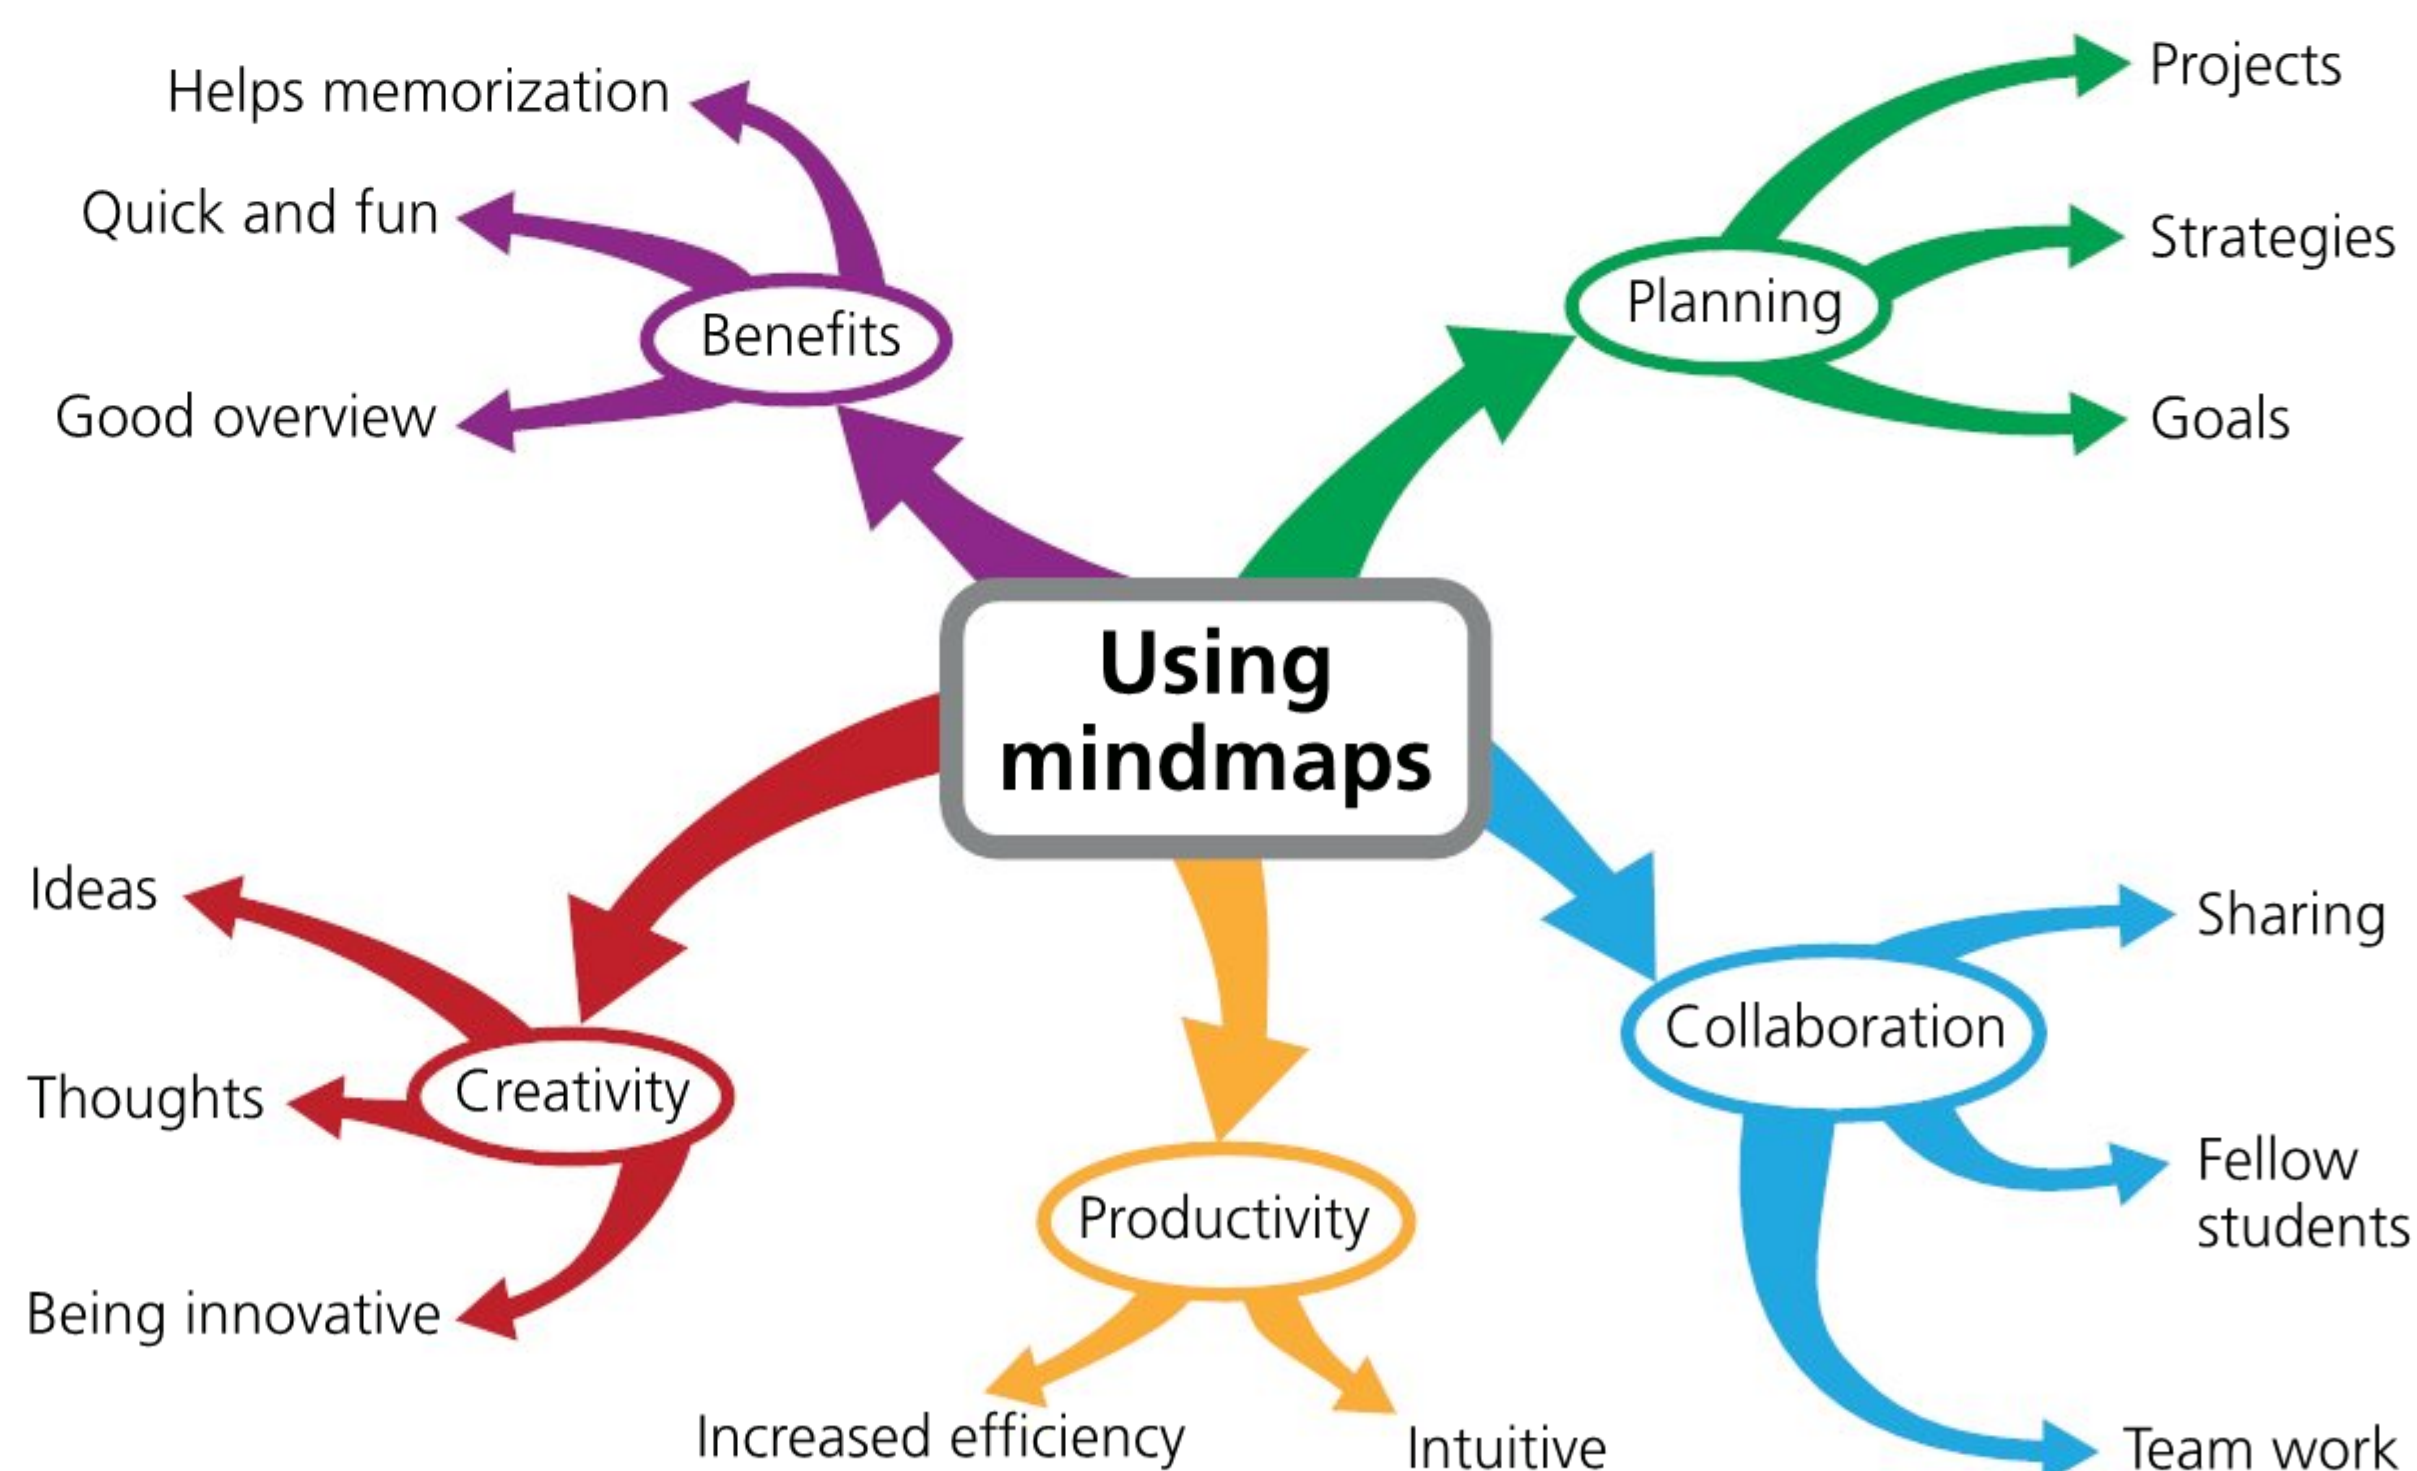 Helps memorization
Quick and fun
Benefits
Good overview
Projects
Strategies
Planning
Goals
Using
mindmaps
Ideas
Thoughts
Creativity
Being innovative
Productivity
Increased efficiency
Intuitive
Sharing
Collaboration
Fellow
students
Team work